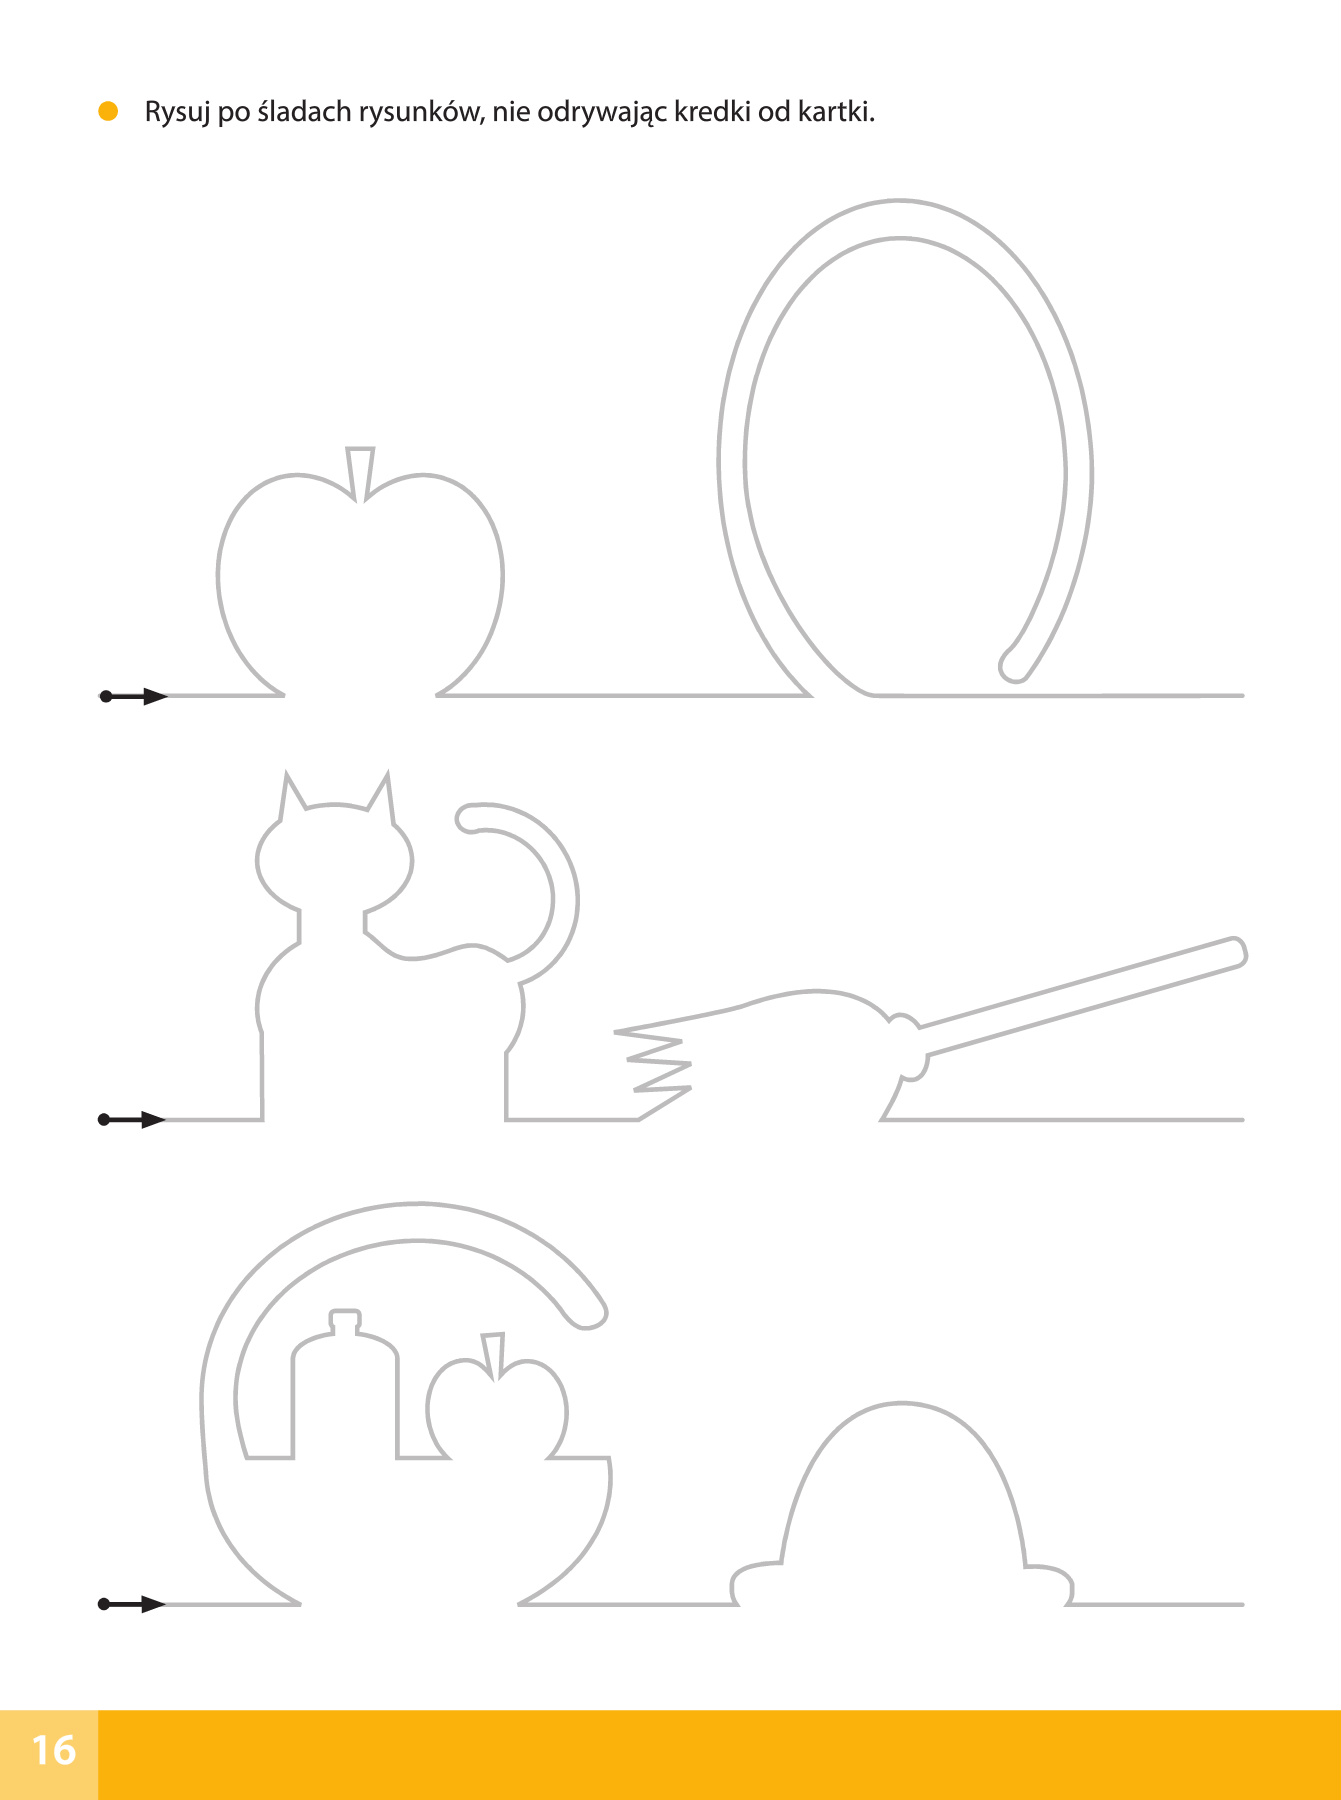 Rysuj po śladach rysunków, nie odrywając kredki od kartki.
16